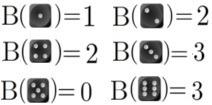 B(⚀)=1 B(⚁)=2
B(⚃)=2 B(⚂)=3
B(⚄)=0 B(⚅)=3